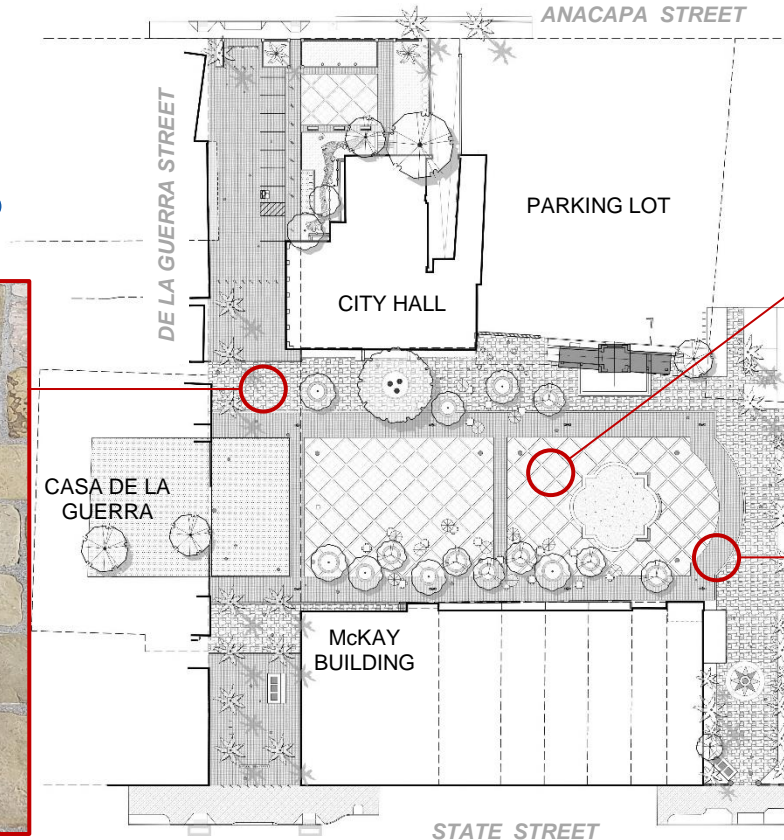 ANACAPA STREET
DE LA GUERRA STREET
PARKING LOT
CITY HALL
CASA DE LA
GUERRA
McKAY
BUILDING
STATE STREET